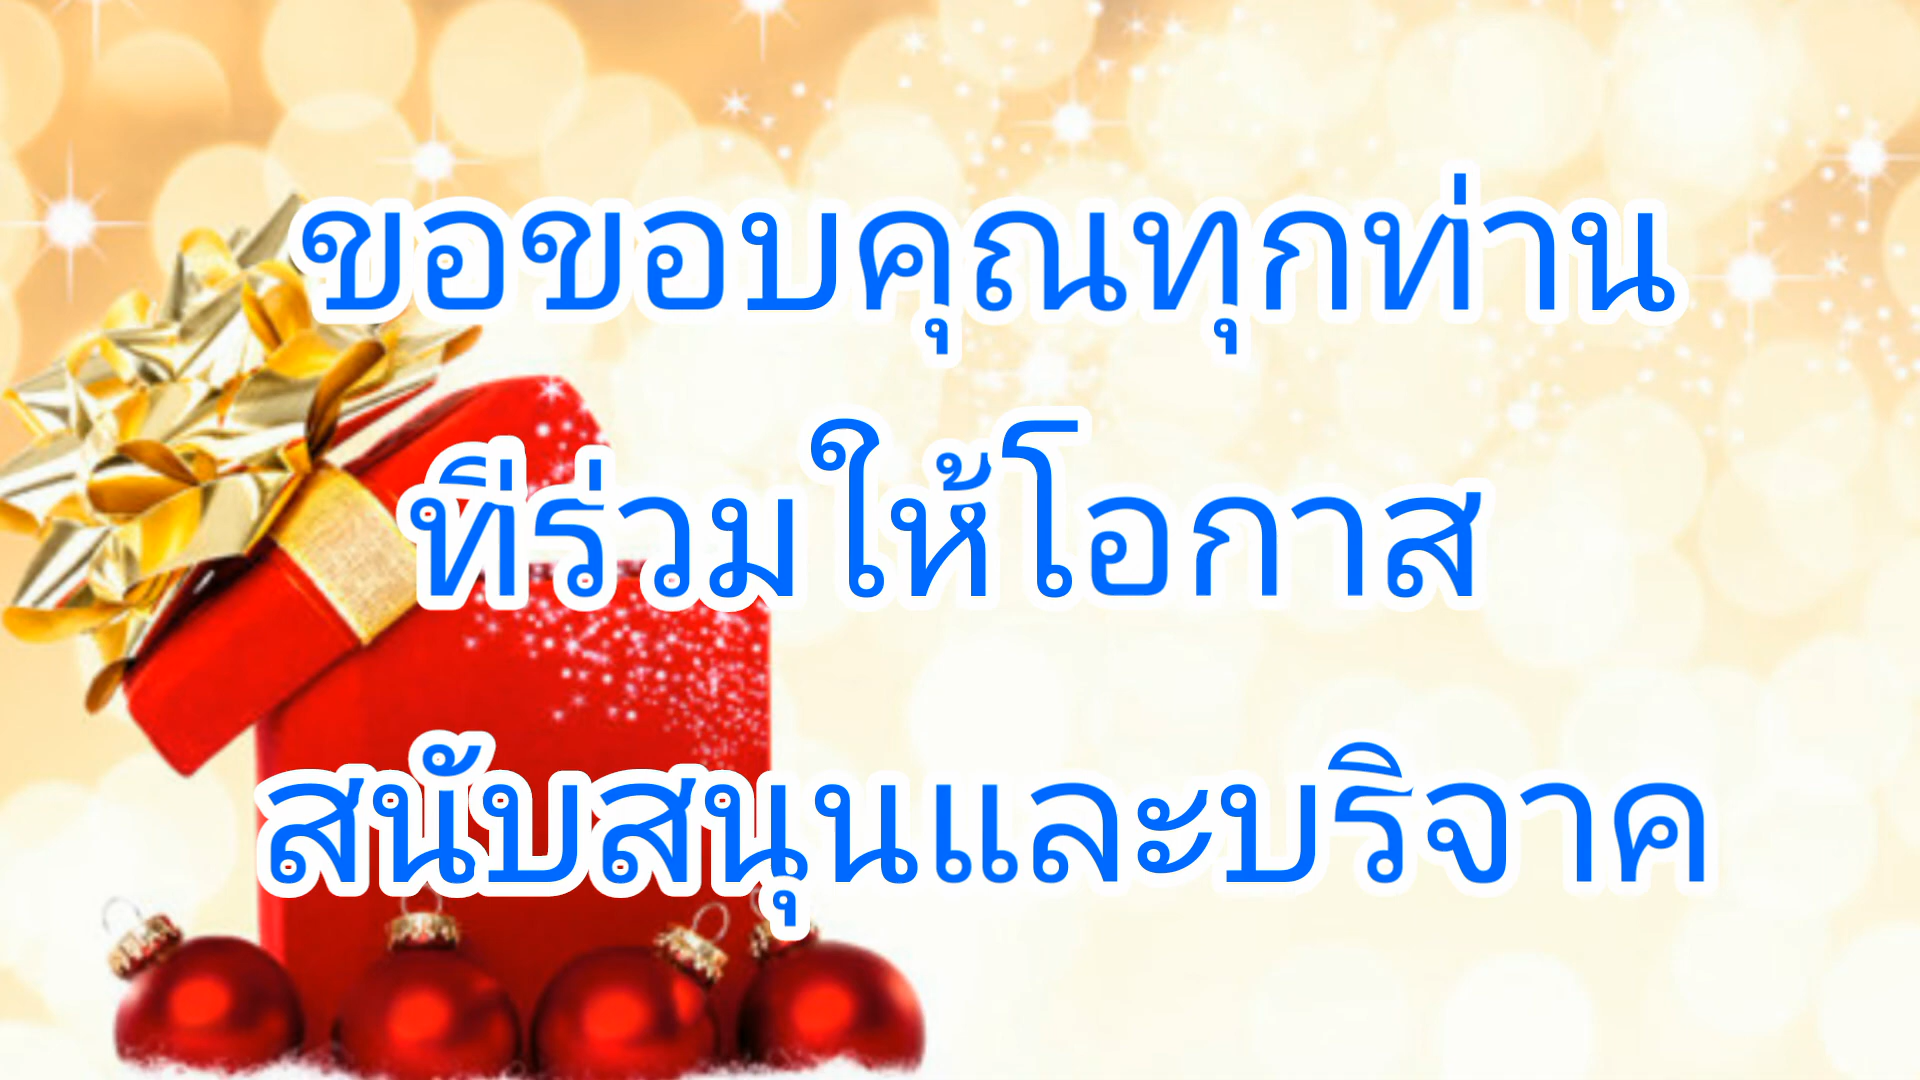 ขอขอบคุณทุกท่าน
ที่ร่วมให้โอกาส
สนับสนุนและบริจาค